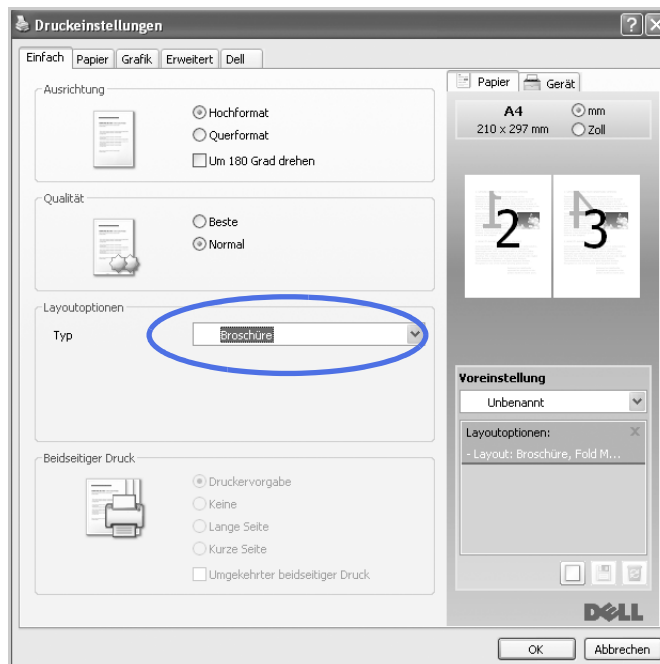 Druckeinstellungen
Einfach Papier Grafik Erweitert Dell
Ausrichtung
Hochformat
Querformat
Um 180 Grad drehen
Qualität
Beste
Normal
Layoutoptionen
Typ Broschüre
Beidseitiger Druck
Druckervorgabe
Keine
Lange Seite
Kurze Seite
Umgekehrter beidseitiger Druck
Papier Gerät
A4 mm
210 x 297 mm Zoll
1 2 4 3
Voreinstellung
Unbenannt
Layoutoptionen:
- Layout: Broschüre, Fold M...
DELL
OK Abbrechen